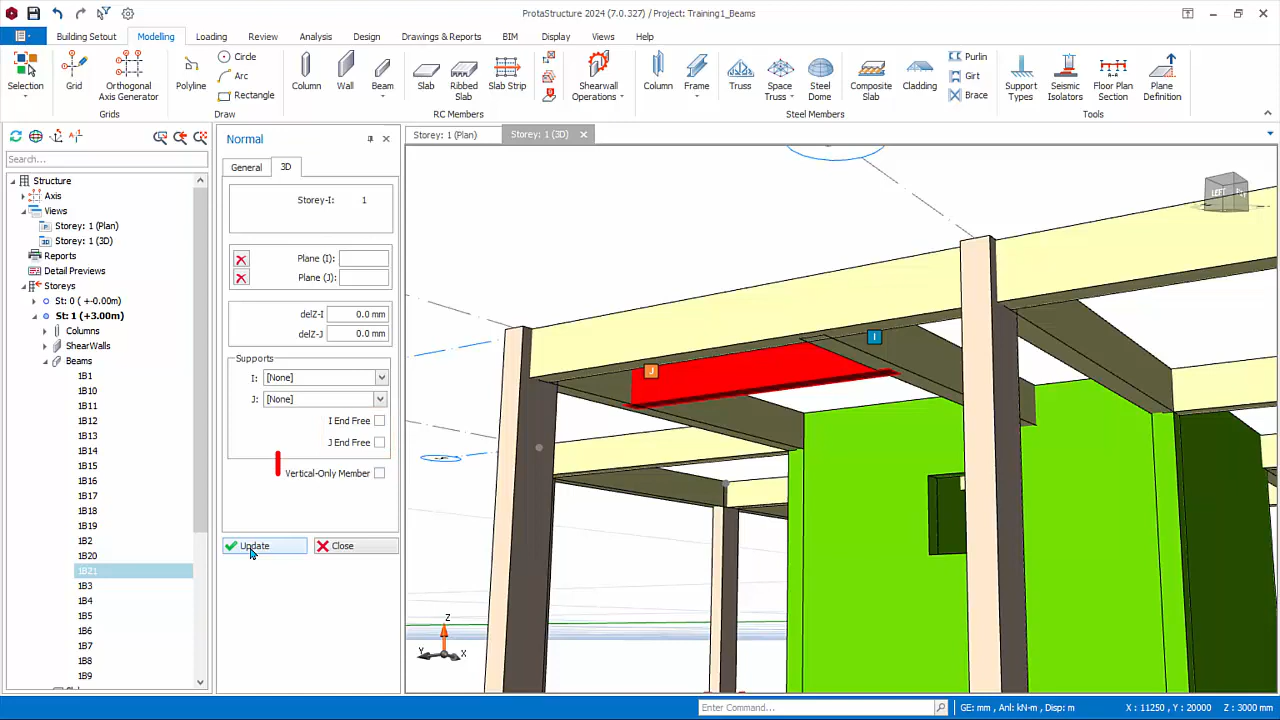 ProtaStructure 2024 (7.0.327) / Project: Training1_Beams
Building Setout Modelling Loading Review Analysis Design Drawings & Reports BIM Display Views Help
Selection
Grid
Orthogonal
Axis Generator
Grids
Polyline
Circle
Arc
Rectangle
Draw
Column
Wall
Beam
Slab
Ribbed
Slab
Slab Strip
RC Members
Shearwall
Operations
Column
Frame
Truss
Space
Truss
Steel
Dome
Composite
Slab
Cladding
Purlin
Girt
Brace
Steel Members
Support
Types
Seismic
Isolators
Floor Plan
Section
Plane
Definition
Tools
Search...
Structure
Axis
Views
Storey: 1 (Plan)
Storey: 1 (3D)
Reports
Detail Previews
Storeys
St: 0 ( +-0.00m)
St: 1 (+3.00m)
Columns
ShearWalls
Beams
1B1
1B10
1B11
1B12
1B13
1B14
1B15
1B16
1B17
1B18
1B19
1B2
1B20
1B21
1B3
1B4
1B5
1B6
1B7
1B8
1B9
Normal
General 3D
Storey-I: 1
Plane (I):
Plane (J):
delZ-I 0.0 mm
delZ-J 0.0 mm
Supports
I: [None]
J: [None]
I End Free
J End Free
Vertical-Only Member
Update Close
Storey: 1 (Plan) Storey: 1 (3D)
LEFT
I
J
Z
Y
X
Enter Command... GE: mm, Anl: kN-m, Disp: m X : 11250 , Y : 20000 Z : 3000 mm